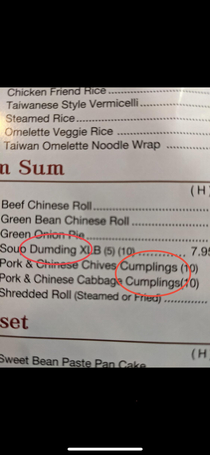 Chicken Friend Rice
Taiwanese Style Vermicelli
Steamed Rice
Omelette Veggie Rice
Taiwan Omelette Noodle Wrap
n Sum
(H
Beef Chinese Roll
Green Bean Chinese Roll
Green Onion Pie
Soup Dumding XLB (5) (10) 7.95
Pork & Chinese Chives Cumplings (10)
Pork & Chinese Cabbage Cumplings(10)
Shredded Roll (Steamed or Fried)
set
(H
Sweet Bean Paste Pan Cake